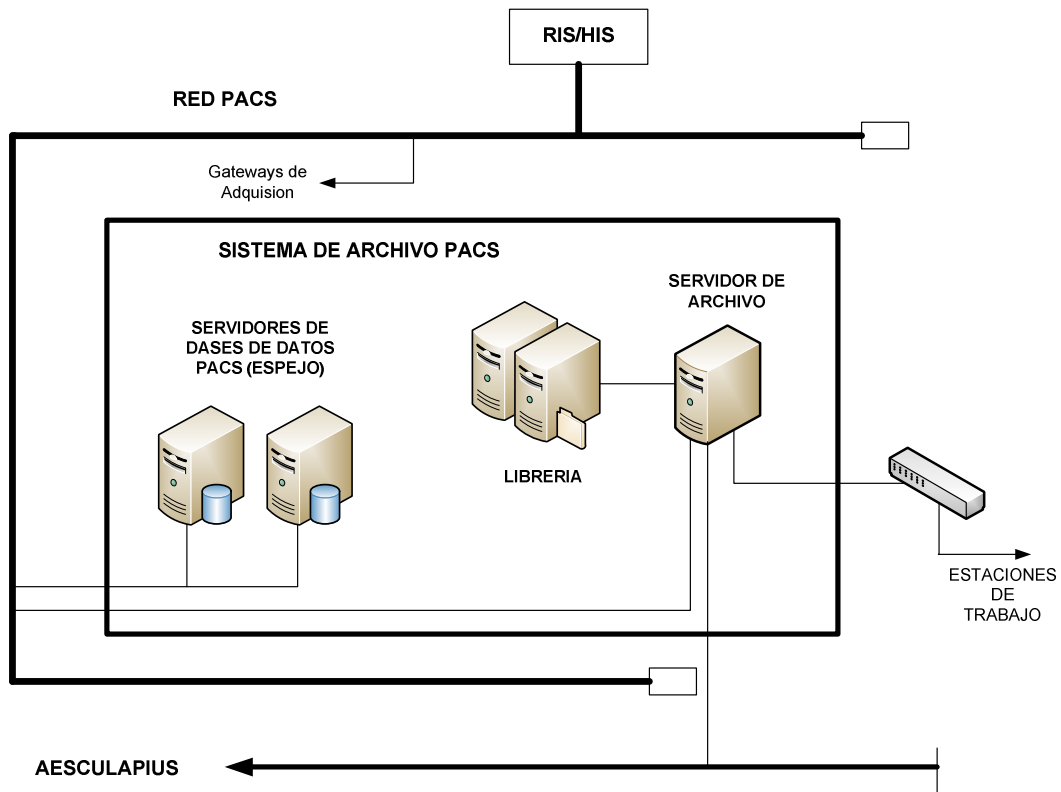 RIS/HIS
RED PACS
Gateways de
Adquision
SISTEMA DE ARCHIVO PACS
SERVIDOR DE
ARCHIVO
SERVIDORES DE
DASES DE DATOS
PACS (ESPEJO)
LIBRERIA
ESTACIONES
DE
TRABAJO
AESCULAPIUS